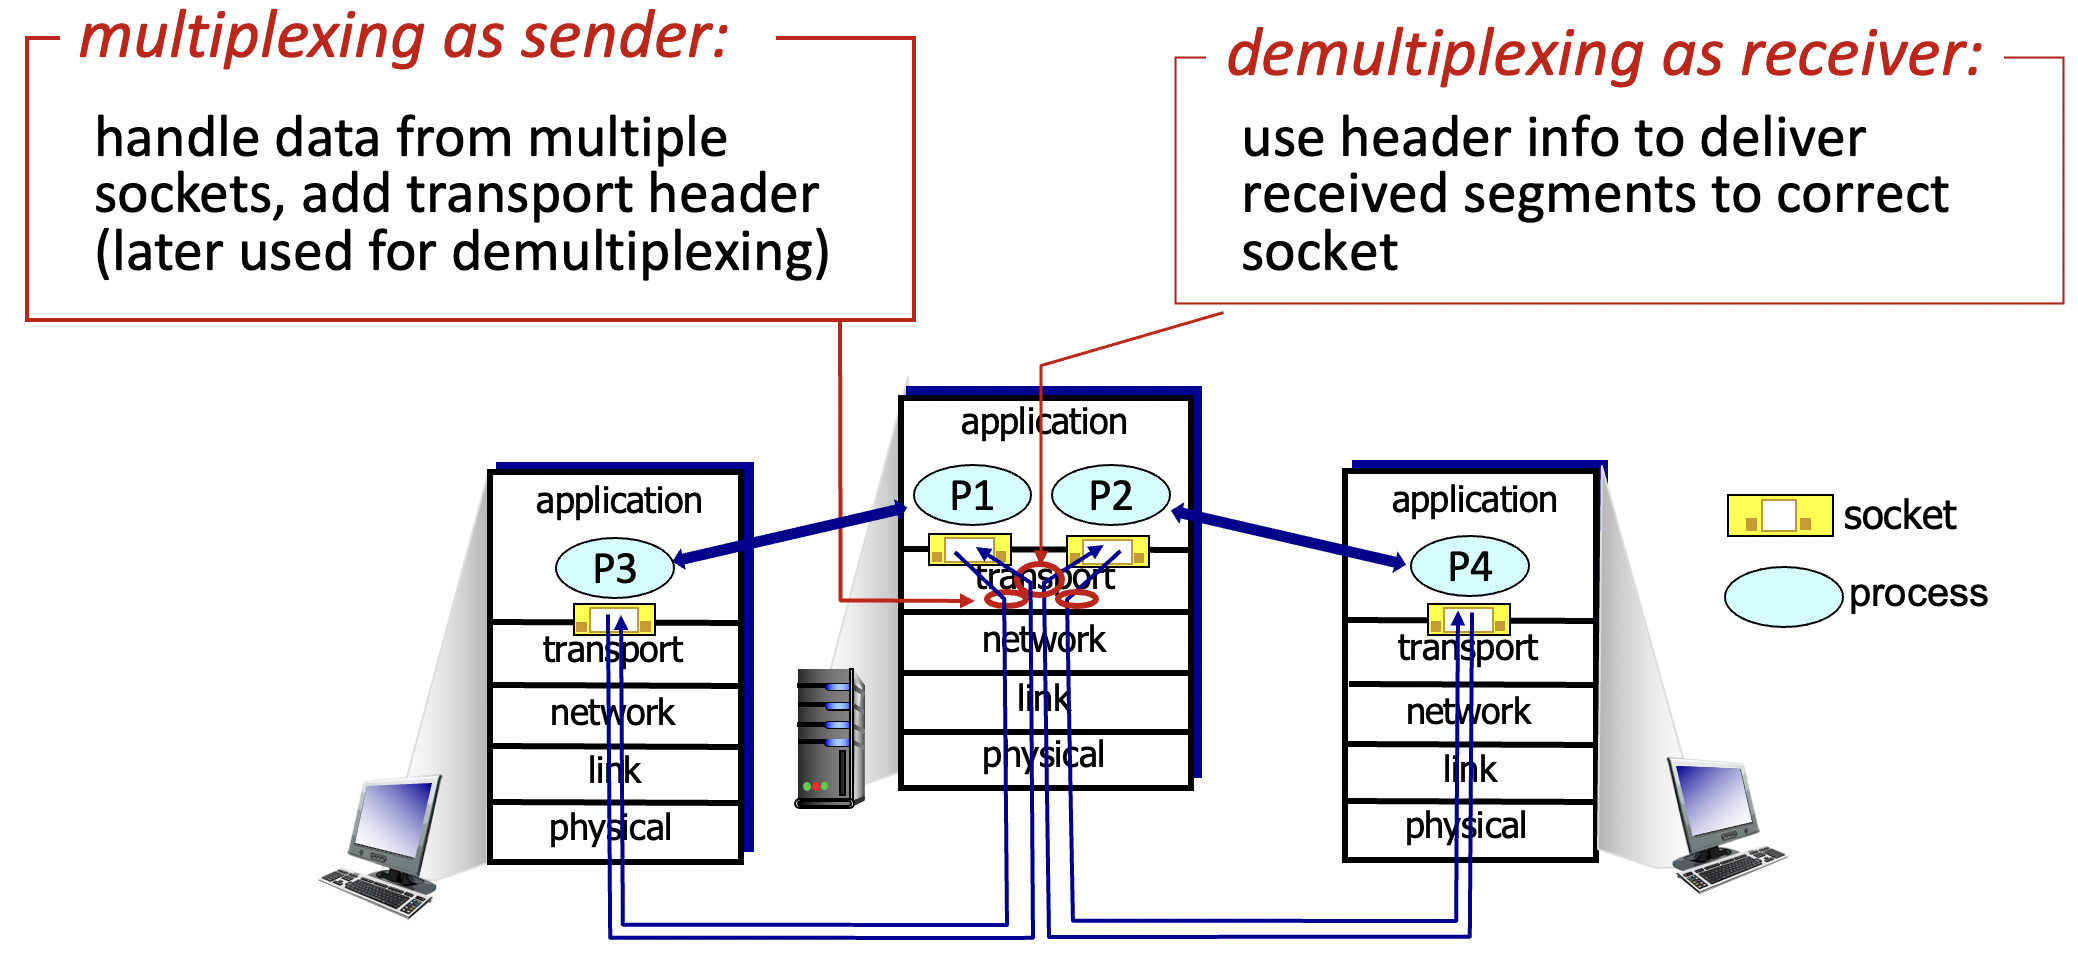 multiplexing as sender:
handle data from multiple
sockets, add transport header
(later used for demultiplexing)
demultiplexing as receiver:
use header info to deliver
received segments to correct
socket
application
P3
transport
network
link
physical
application
P1
P2
transport
network
link
physical
application
P4
transport
network
link
physical
socket
process